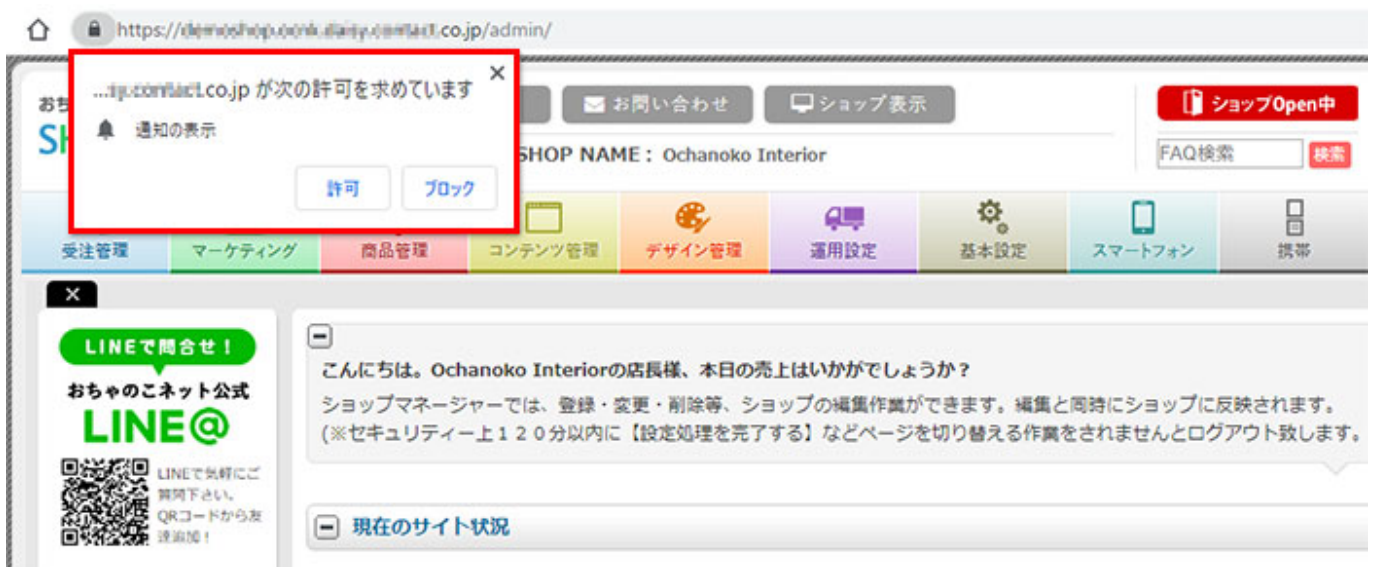 https://demoshop.ocnk.daisy.contact.co.jp/admin/
.co.jp が次の許可を求めています
通知の表示
許可 ブロック
おち
SH
お問い合わせ
ショップ表示
ショップOpen中
SHOP NAME： Ochanoko Interior
FAQ検索 検索
受注管理
マーケティング
商品管理
コンテンツ管理
デザイン管理
運用設定
基本設定
スマートフォン
携帯
LINEで問合せ！
おちゃのこネット公式
LINE@
LINEで気軽にご
質問下さい。
QRコードから友
達追加！
こんにちは。Ochanoko Interiorの店長様、本日の売上はいかがでしょうか？
ショップマネージャーでは、登録・変更・削除等、ショップの編集作業ができます。編集と同時にショップに反映されます。
(※セキュリティー上１２０分以内に【設定処理を完了する】などページを切り替える作業をされませんとログアウト致します。
現在のサイト状況